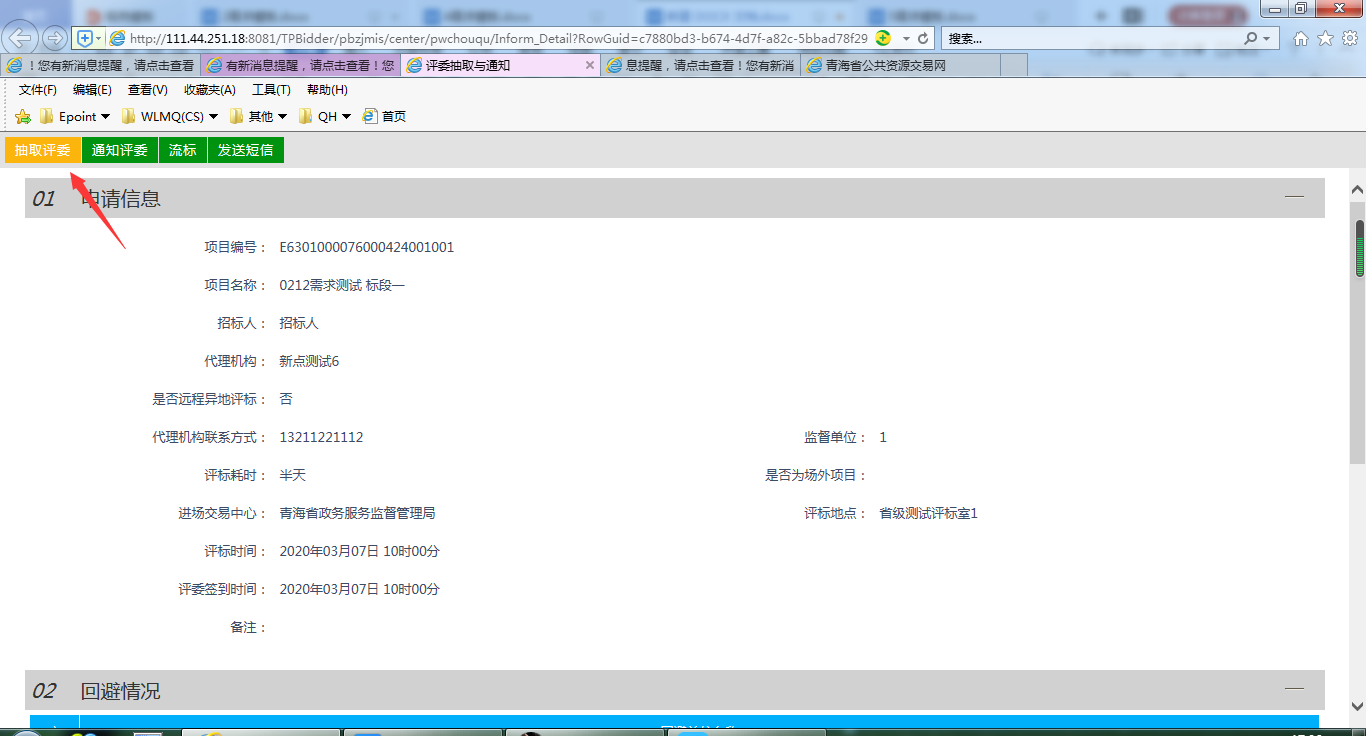 http://111.44.251.18:8081/TPBidder/pbzjmis/center/pwchouqu/Inform_Detail?RowGuid=c7880bd3-b674-4d7f-a82c-5bbad78f29
搜索...
！您有新消息提醒，请点击查看
有新消息提醒，请点击查看！您
评委抽取与通知
息提醒，请点击查看！您有新消
青海省公共资源交易网
文件(F) 编辑(E) 查看(V) 收藏夹(A) 工具(T) 帮助(H)
Epoint WLMQ(CS) 其他 QH 首页
抽取评委 通知评委 流标 发送短信
01 申请信息
项目编号： E6301000076000424001001
项目名称： 0212需求测试 标段一
招标人： 招标人
代理机构： 新点测试6
是否远程异地评标： 否
代理机构联系方式： 13211221112 监督单位： 1
评标耗时： 半天 是否为场外项目：
进场交易中心： 青海省政务服务监督管理局 评标地点： 省级测试评标室1
评标时间： 2020年03月07日 10时00分
评委签到时间： 2020年03月07日 10时00分
备注：
02 回避情况